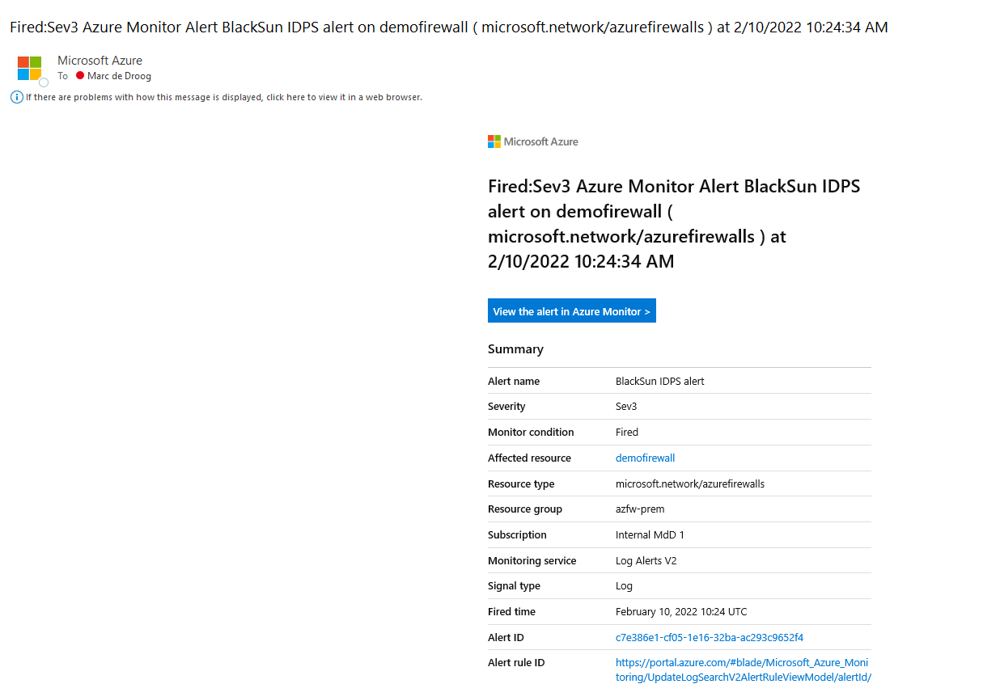 Fired:Sev3 Azure Monitor Alert BlackSun IDPS alert on demofirewall ( microsoft.network/azurefirewalls ) at 2/10/2022 10:24:34 AM
Microsoft Azure
To Marc de Droog
If there are problems with how this message is displayed, click here to view it in a web browser.
Microsoft Azure
Fired:Sev3 Azure Monitor Alert BlackSun IDPS
alert on demofirewall (
microsoft.network/azurefirewalls ) at
2/10/2022 10:24:34 AM
View the alert in Azure Monitor >
Summary
Alert name BlackSun IDPS alert
Severity Sev3
Monitor condition Fired
Affected resource demofirewall
Resource type microsoft.network/azurefirewalls
Resource group azfw-prem
Subscription Internal MdD 1
Monitoring service Log Alerts V2
Signal type Log
Fired time February 10, 2022 10:24 UTC
Alert ID c7e386e1-cf05-1e16-32ba-ac293c9652f4
Alert rule ID https://portal.azure.com/#blade/Microsoft_Azure_Moni
toring/UpdateLogSearchV2AlertRuleViewModel/alertId/